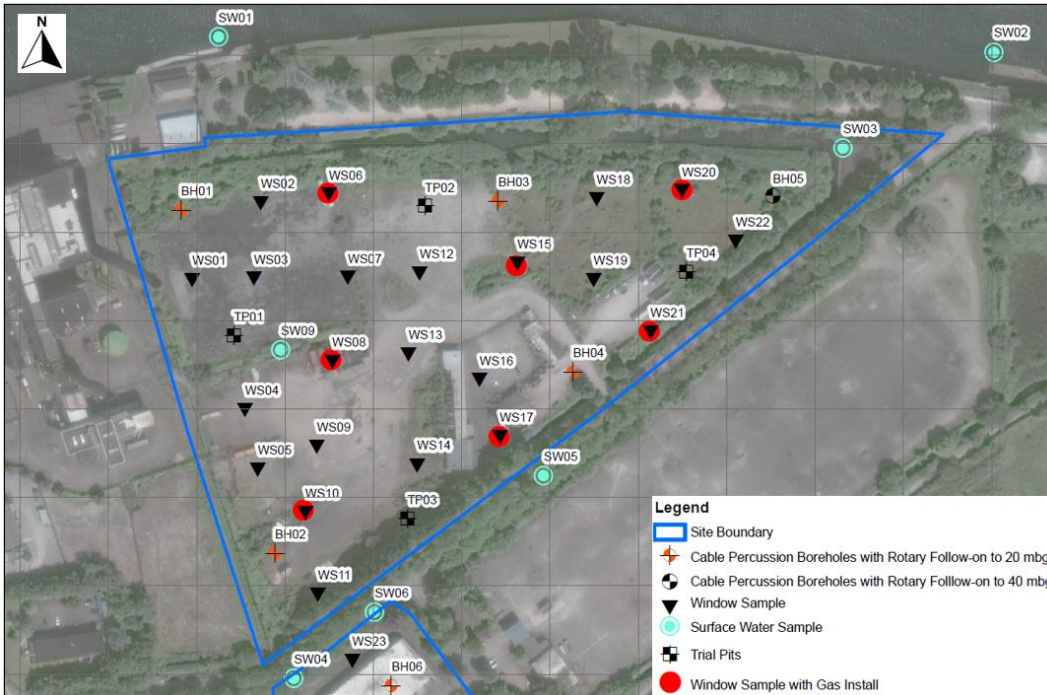 SW01
SW02
N
SW03
WS06
WS20
WS02
TP02
BH03
WS18
BH05
BH01
WS22
WS15
WS12
WS01
WS03
WS07
WS19
TP04
TP01
WS21
SW09
WS13
WS08
BH04
WS16
WS04
WS17
WS09
WS05
WS14
SW05
WS10
TP03
BH02
WS11
SW06
WS23
SW04
BH06
Legend
Site Boundary
Cable Percussion Boreholes with Rotary Follow-on to 20 mbg
Cable Percussion Boreholes with Rotary Folllow-on to 40 mbg
Window Sample
Surface Water Sample
Trial Pits
Window Sample with Gas Install